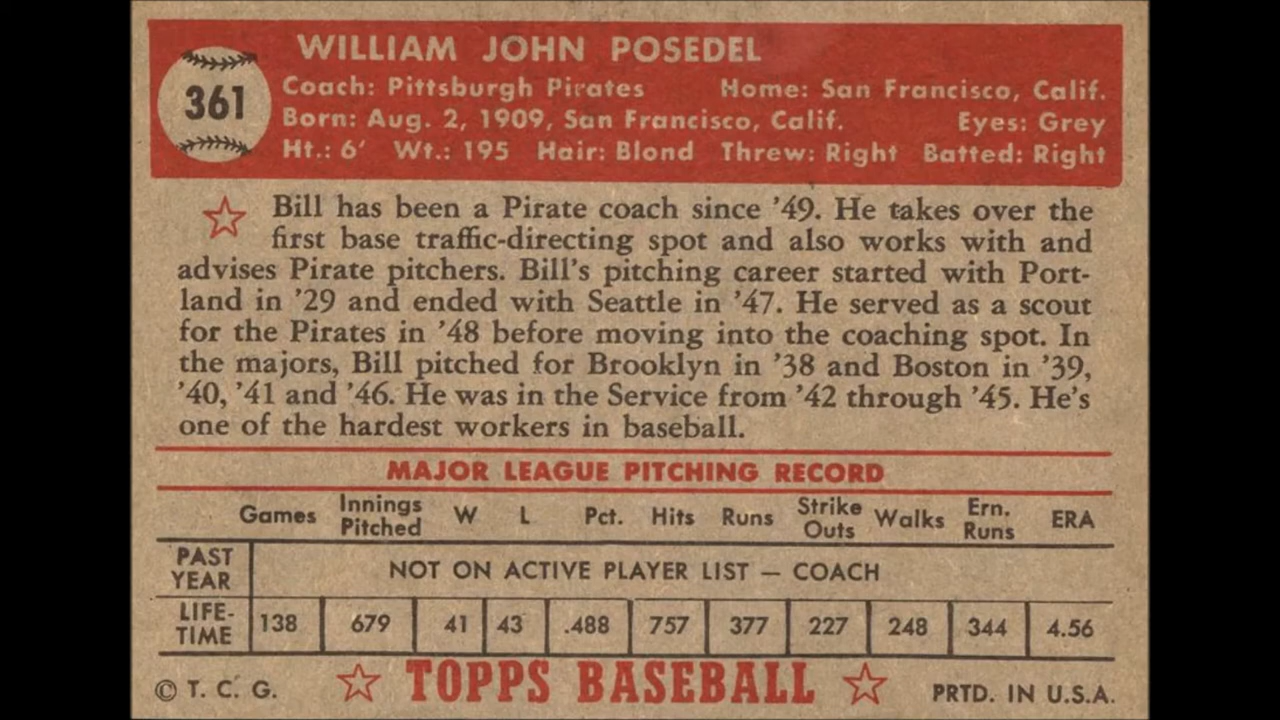 361
WILLIAM JOHN POSEDEL
Coach: Pittsburgh Pirates Home: San Francisco, Calif.
Born: Aug. 2, 1909, San Francisco, Calif. Eyes: Grey
Ht.: 6' Wt.: 195 Hair: Blond Threw: Right Batted: Right
Bill has been a Pirate coach since '49. He takes over the
first base traffic-directing spot and also works with and
advises Pirate pitchers. Bill's pitching career started with Port-
land in '29 and ended with Seattle in '47. He served as a scout
for the Pirates in '48 before moving into the coaching spot. In
the majors, Bill pitched for Brooklyn in '38 and Boston in '39,
'40, '41 and '46. He was in the Service from '42 through '45. He's
one of the hardest workers in baseball.
MAJOR LEAGUE PITCHING RECORD
Games Innings Pitched W L Pct. Hits Runs Strike Outs Walks Ern. Runs ERA
PAST YEAR NOT ON ACTIVE PLAYER LIST — COACH
LIFE-TIME 138 679 41 43 .488 757 377 227 248 344 4.56
© T. C. G. TOPPS BASEBALL PRTD. IN U.S.A.